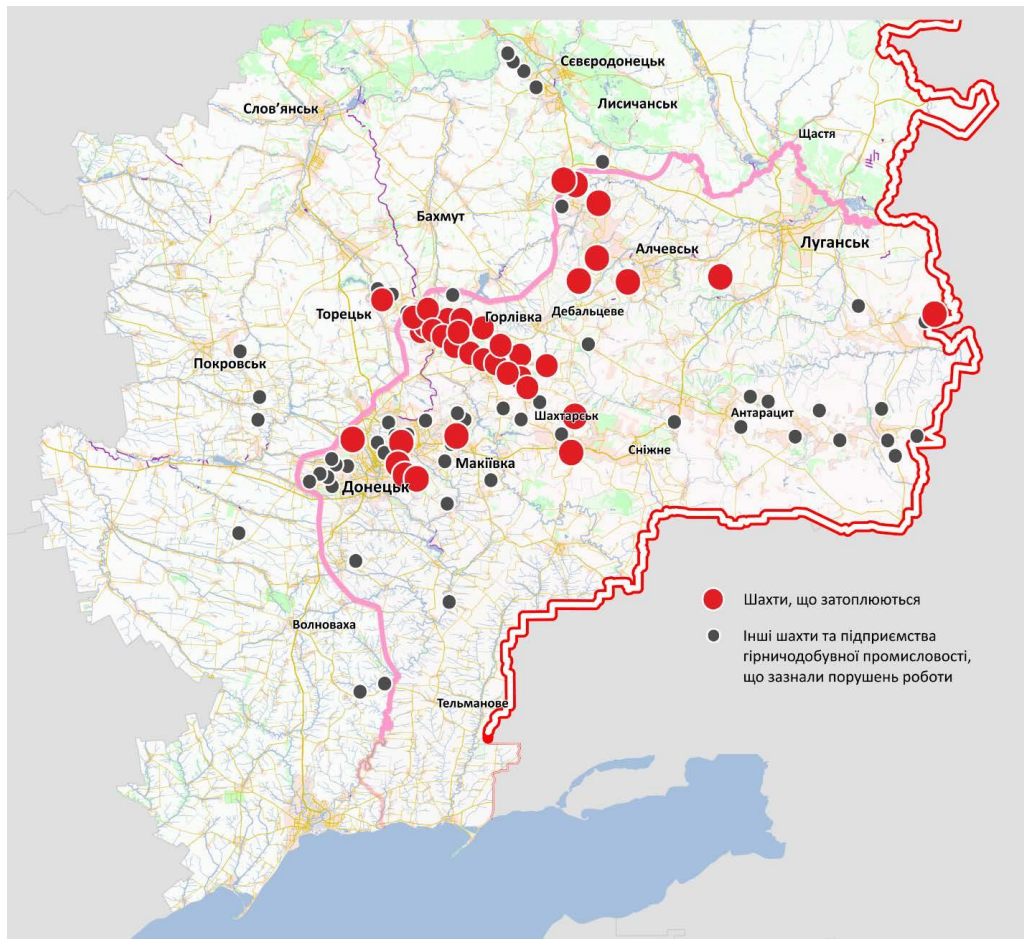 Сєвєродонецьк
Слов'янськ
Лисичанськ
Щастя
Бахмут
Луганськ
Алчевськ
Торецьк
Горлівка
Дебальцеве
Покровськ
Антарацит
Шахтарськ
Сніжне
Макіївка
Донецьк
Шахти, що затоплюються
Інші шахти та підприємства
гірничодобувної промисловості,
що зазнали порушень роботи
Волноваха
Тельманове